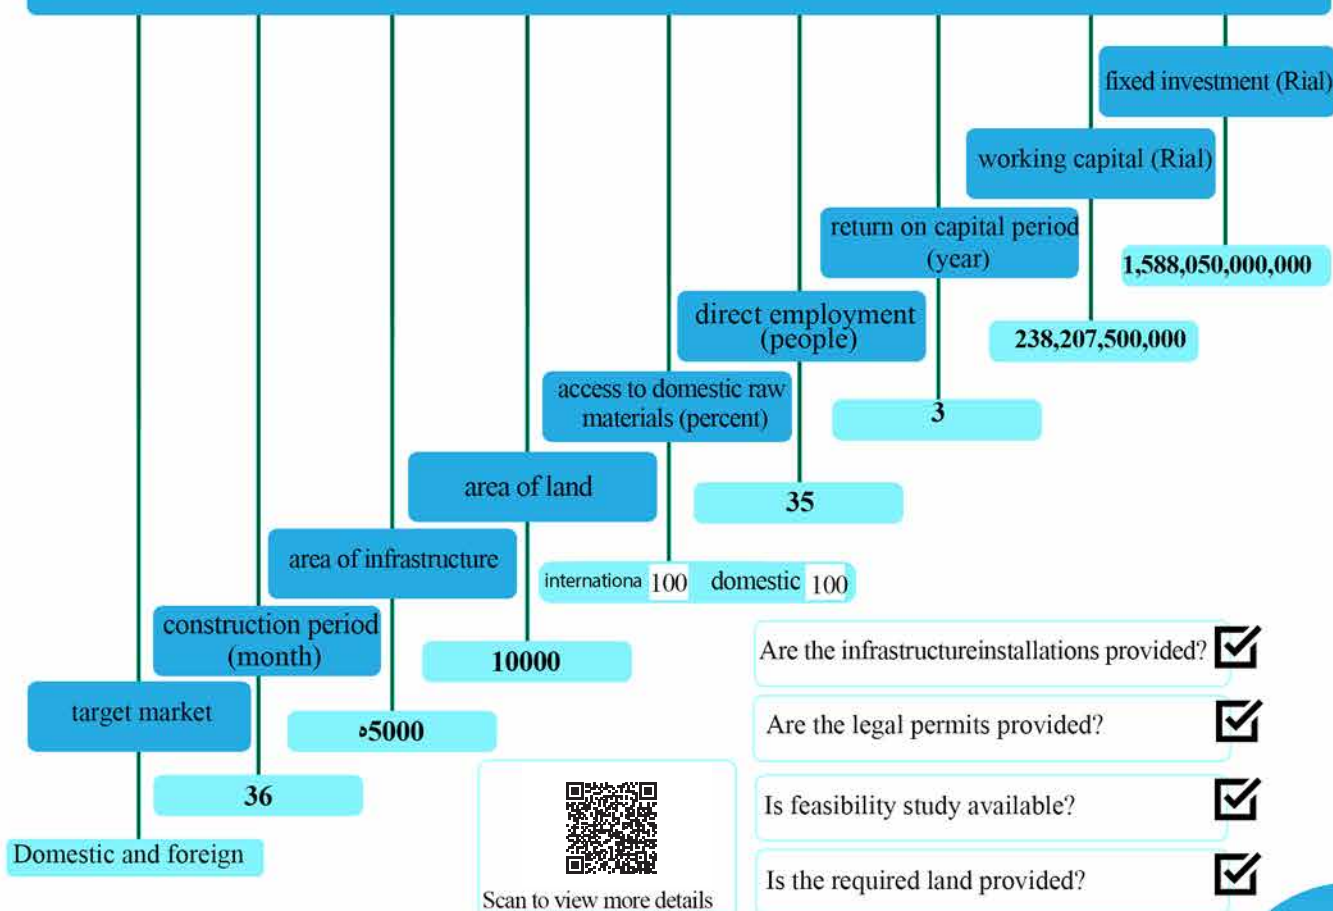 fixed investment (Rial)
1,588,050,000,000
working capital (Rial)
238,207,500,000
return on capital period
(year)
3
direct employment
(people)
35
access to domestic raw
materials (percent)
internationa 100 domestic 100
area of land
10000
area of infrastructure
ه5000
construction period
(month)
36
target market
Domestic and foreign
Scan to view more details
Are the infrastructureinstallations provided?
Are the legal permits provided?
Is feasibility study available?
Is the required land provided?